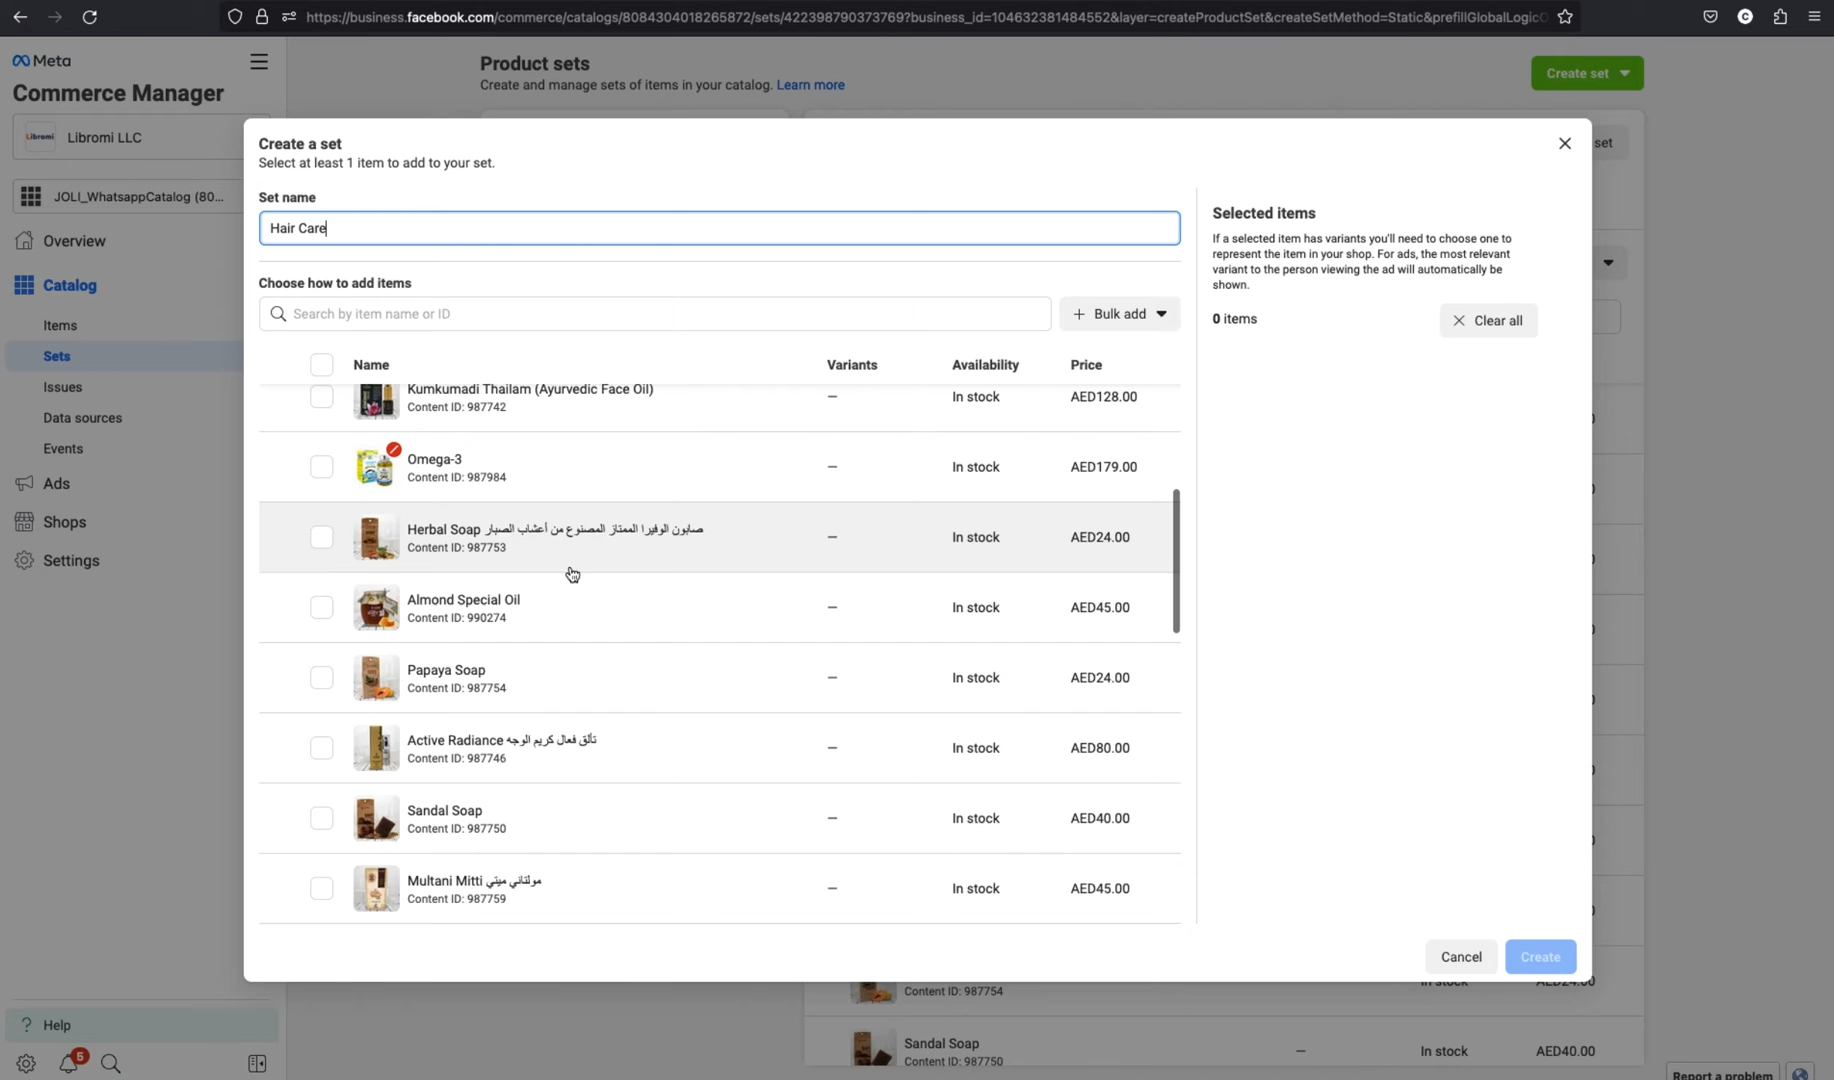 https://business.facebook.com/commerce/catalogs/8084304018265872/sets/422398790373769?business_id=104632381484552&layer=createProductSet&createSetMethod=Static&prefillGlobalLogicO
Meta
Commerce Manager
Libromi
Libromi LLC
JOLI_WhatsappCatalog (80...
Overview
Catalog
Items
Sets
Issues
Data sources
Events
Ads
Shops
Settings
? Help
5
Product sets
Create and manage sets of items in your catalog. Learn more
Create set
set
Create a set
Select at least 1 item to add to your set.
Set name
Hair Care
Choose how to add items
Search by item name or ID
+ Bulk add
Name Variants Availability Price
Kumkumadi Thailam (Ayurvedic Face Oil)
Content ID: 987742
— In stock AED128.00
Omega-3
Content ID: 987984
— In stock AED179.00
Herbal Soap صابون الوفيرا الممتاز المصنوع من أعشاب الصبار
Content ID: 987753
— In stock AED24.00
Almond Special Oil
Content ID: 990274
— In stock AED45.00
Papaya Soap
Content ID: 987754
— In stock AED24.00
Active Radiance تألق فعال كريم الوجه
Content ID: 987746
— In stock AED80.00
Sandal Soap
Content ID: 987750
— In stock AED40.00
Multani Mitti مولتاني ميتي
Content ID: 987759
— In stock AED45.00
Selected items
If a selected item has variants you'll need to choose one to
represent the item in your shop. For ads, the most relevant
variant to the person viewing the ad will automatically be
shown.
0 items
Clear all
Cancel
Create
Content ID: 987754
In stock AED24.00
Sandal Soap
Content ID: 987750
— In stock AED40.00
Report a problem